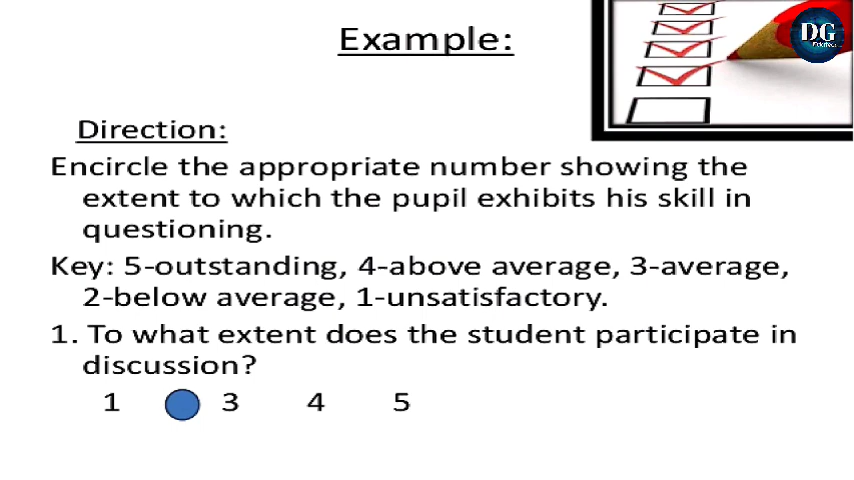 Example:
DG
Direction:
Encircle the appropriate number showing the
extent to which the pupil exhibits his skill in
questioning.
Key: 5-outstanding, 4-above average, 3-average,
2-below average, 1-unsatisfactory.
1. To what extent does the student participate in
discussion?
1 3 4 5